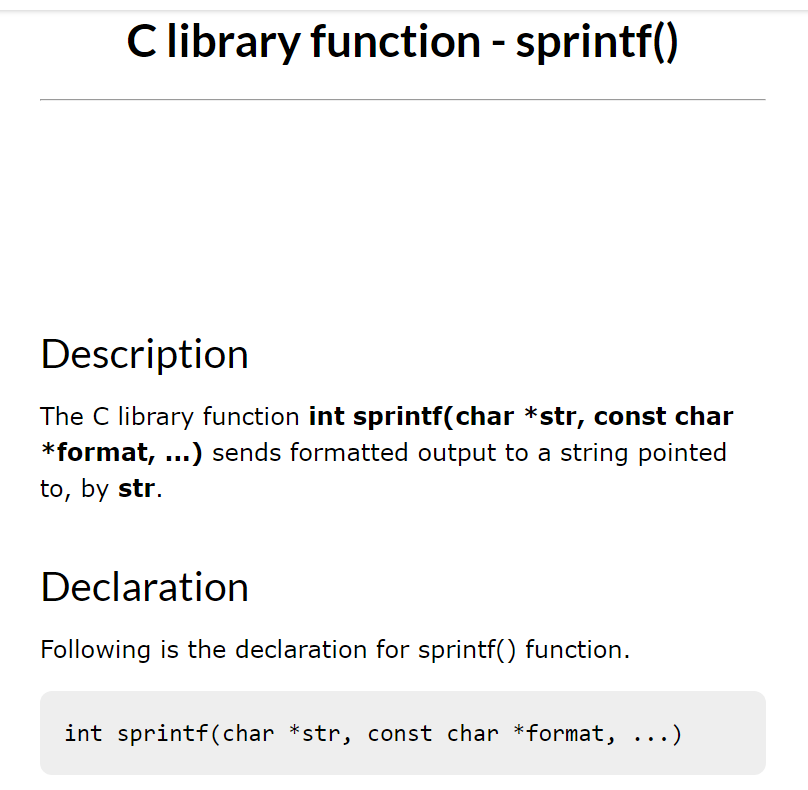 C library function - sprintf()
Description
The C library function int sprintf(char *str, const char
*format, ...) sends formatted output to a string pointed
to, by str.
Declaration
Following is the declaration for sprintf() function.
int sprintf(char *str, const char *format, ...)